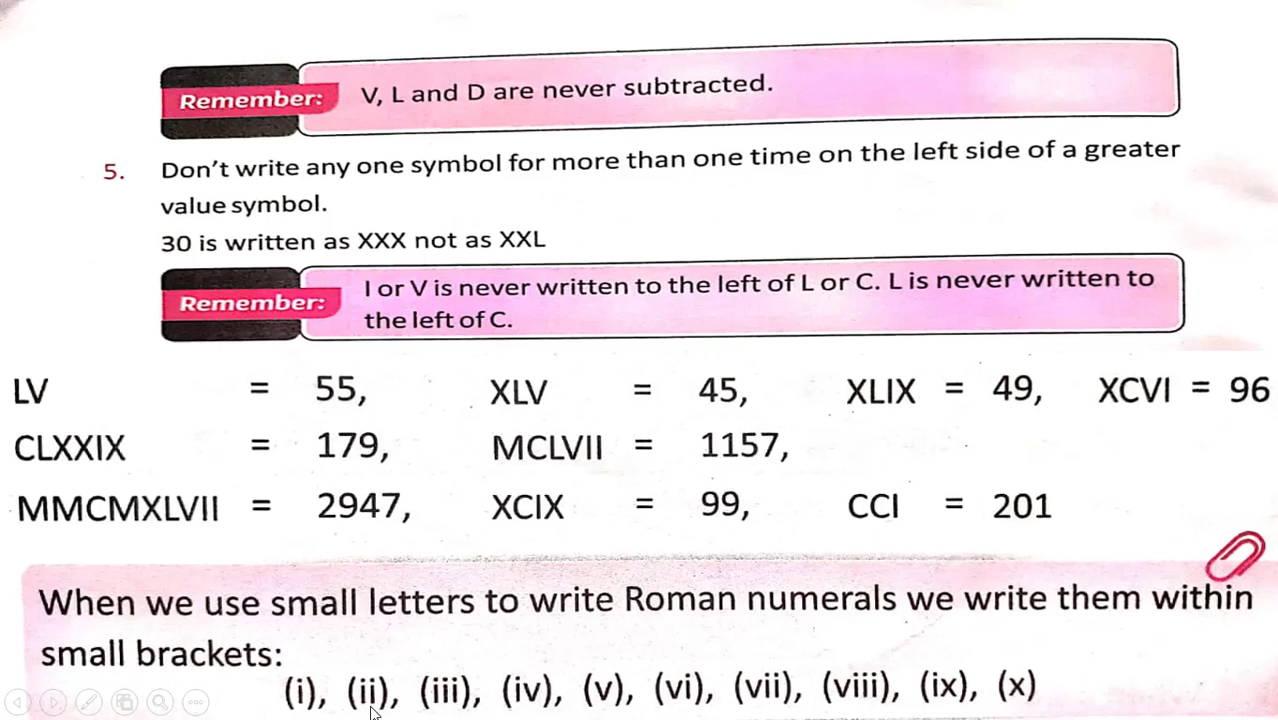 Remember: V, L and D are never subtracted.
5. Don't write any one symbol for more than one time on the left side of a greater
value symbol.
30 is written as XXX not as XXL
Remember: I or V is never written to the left of L or C. L is never written to
the left of C.
LV = 55, XLV = 45, XLIX = 49, XCVI = 96
CLXXIX = 179, MCLVII = 1157,
MMCMXLVII = 2947, XCIX = 99, CCI = 201
When we use small letters to write Roman numerals we write them within
small brackets:
(i), (ii), (iii), (iv), (v), (vi), (vii), (viii), (ix), (x)